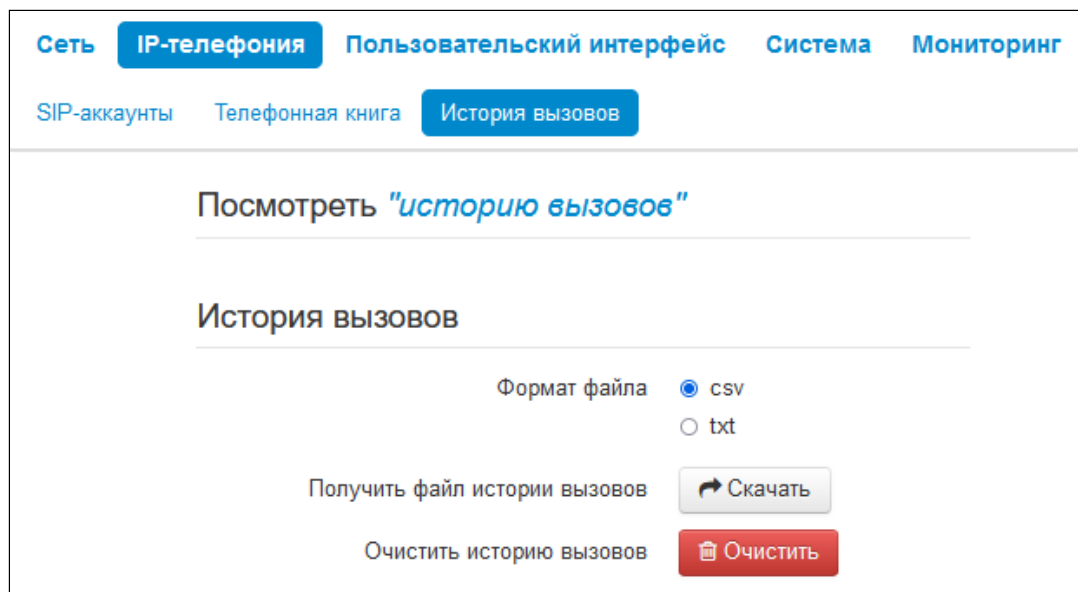 Сеть IP-телефония Пользовательский интерфейс Система Мониторинг
SIP-аккаунты Телефонная книга История вызовов
Посмотреть "историю вызовов"
История вызовов
Формат файла csv
txt
Получить файл истории вызовов Скачать
Очистить историю вызовов Очистить